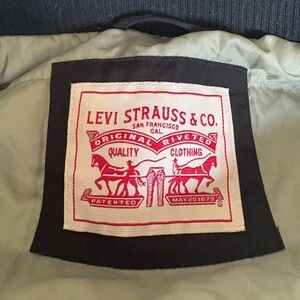 LEVI STRAUSS & CO.
SAN FRANCISCO
CAL.
ORIGINAL RIVETED
QUALITY CLOTHING
PATENTED MAY 20 1873